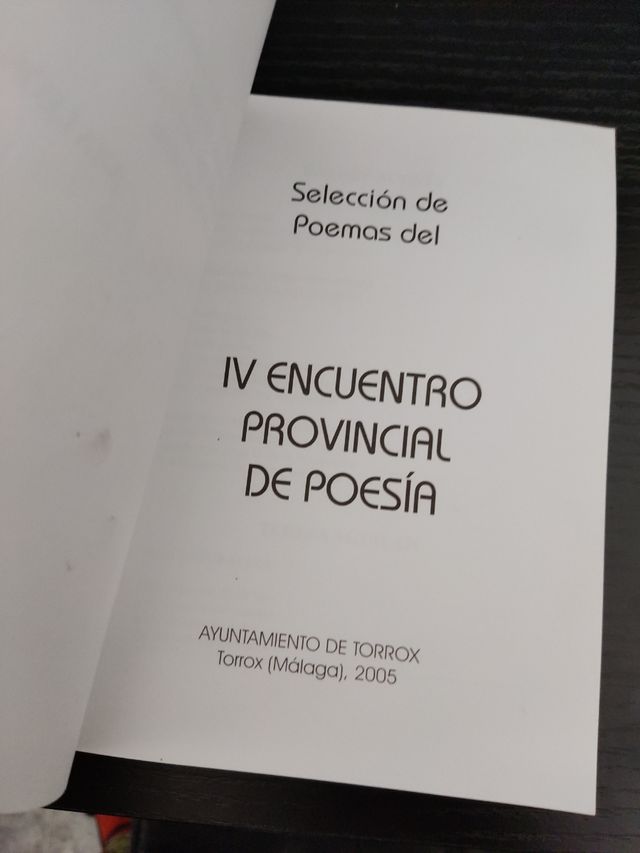 Selección de
Poemas del
IV ENCUENTRO
PROVINCIAL
DE POESÍA
AYUNTAMIENTO DE TORROX
Torrox (Málaga), 2005